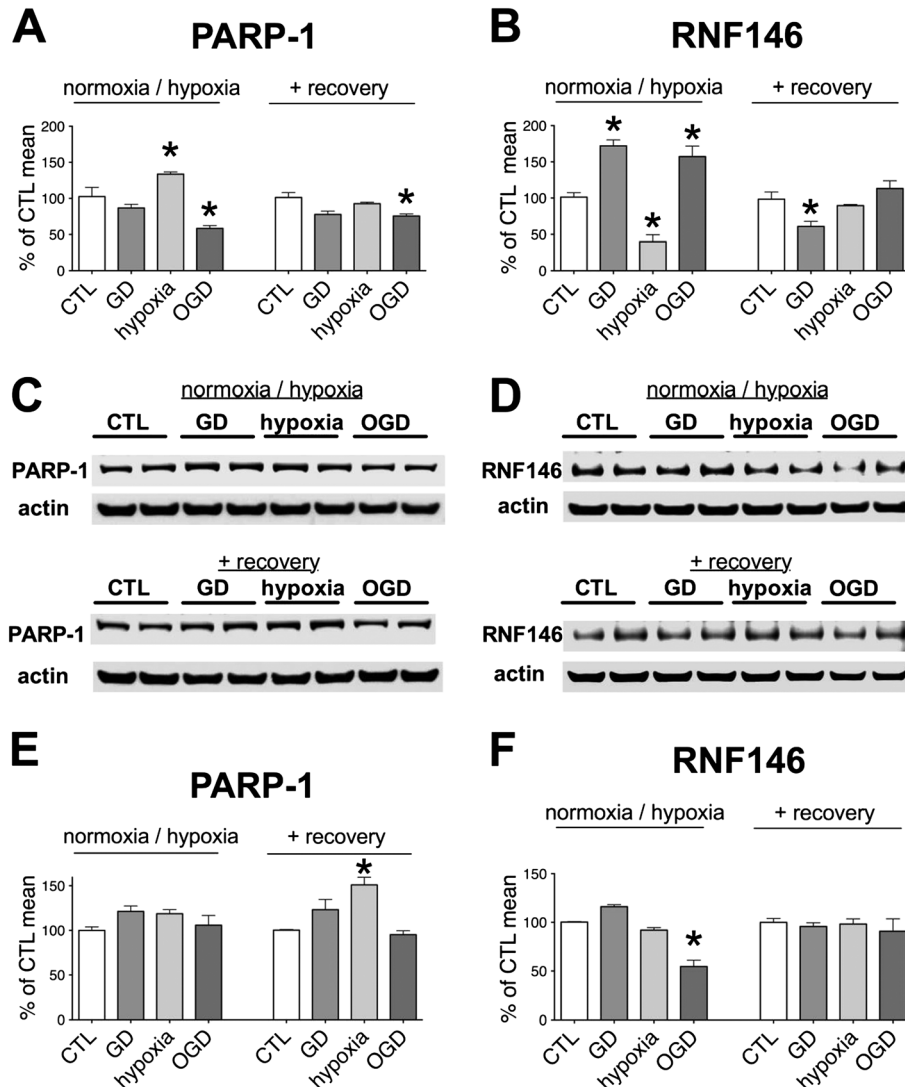 A
PARP-1
normoxia / hypoxia
+ recovery
% of CTL mean
200
150
100
50
0
CTL
GD
hypoxia
OGD
CTL
GD
hypoxia
OGD
*
*
*
B
RNF146
normoxia / hypoxia
+ recovery
% of CTL mean
200
150
100
50
0
CTL
GD
hypoxia
OGD
CTL
GD
hypoxia
OGD
*
*
*
*
C
normoxia / hypoxia
CTL GD hypoxia OGD
PARP-1
actin
+ recovery
CTL GD hypoxia OGD
PARP-1
actin
D
normoxia / hypoxia
CTL GD hypoxia OGD
RNF146
actin
+ recovery
CTL GD hypoxia OGD
RNF146
actin
E
PARP-1
normoxia / hypoxia
+ recovery
% of CTL mean
150
100
50
0
CTL
GD
hypoxia
OGD
CTL
GD
hypoxia
OGD
*
F
RNF146
normoxia / hypoxia
+ recovery
% of CTL mean
150
100
50
0
CTL
GD
hypoxia
OGD
CTL
GD
hypoxia
OGD
*